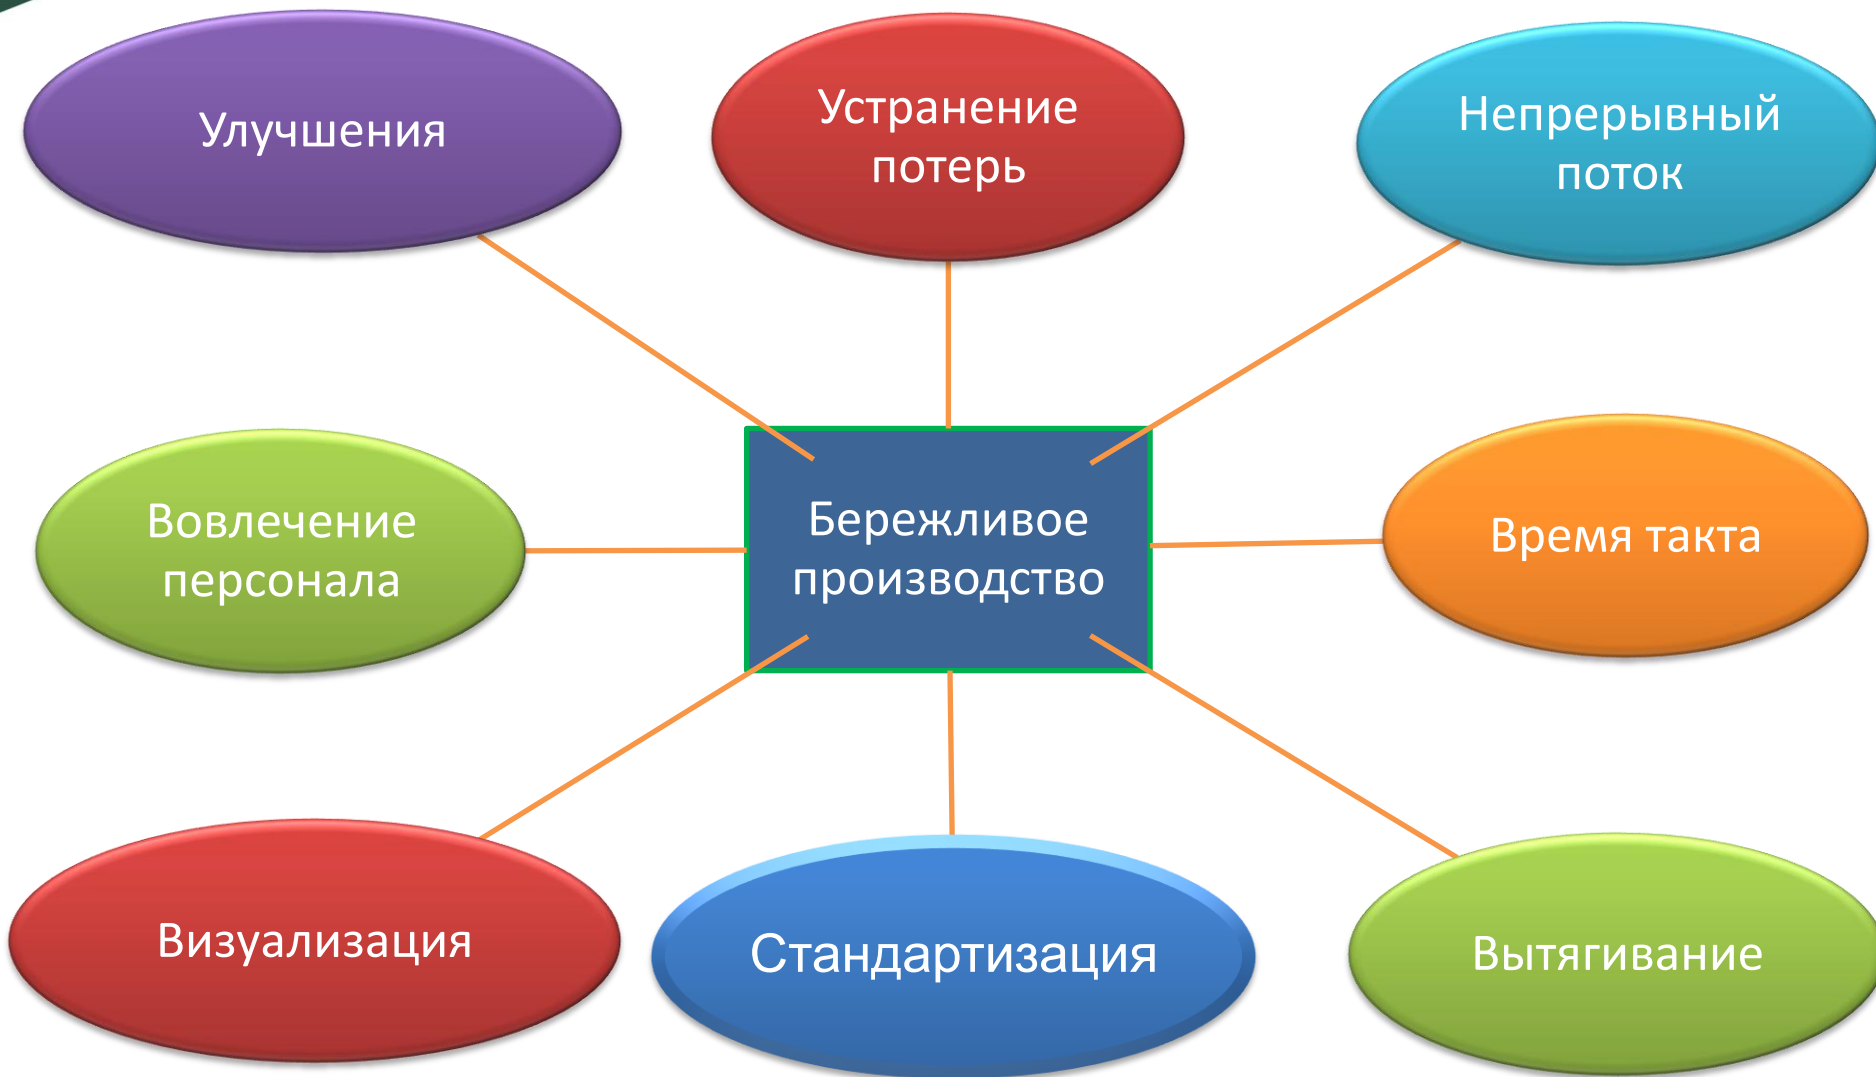 Улучшения
Устранение
потерь
Непрерывный
поток
Вовлечение
персонала
Бережливое
производство
Время такта
Визуализация
Стандартизация
Вытягивание